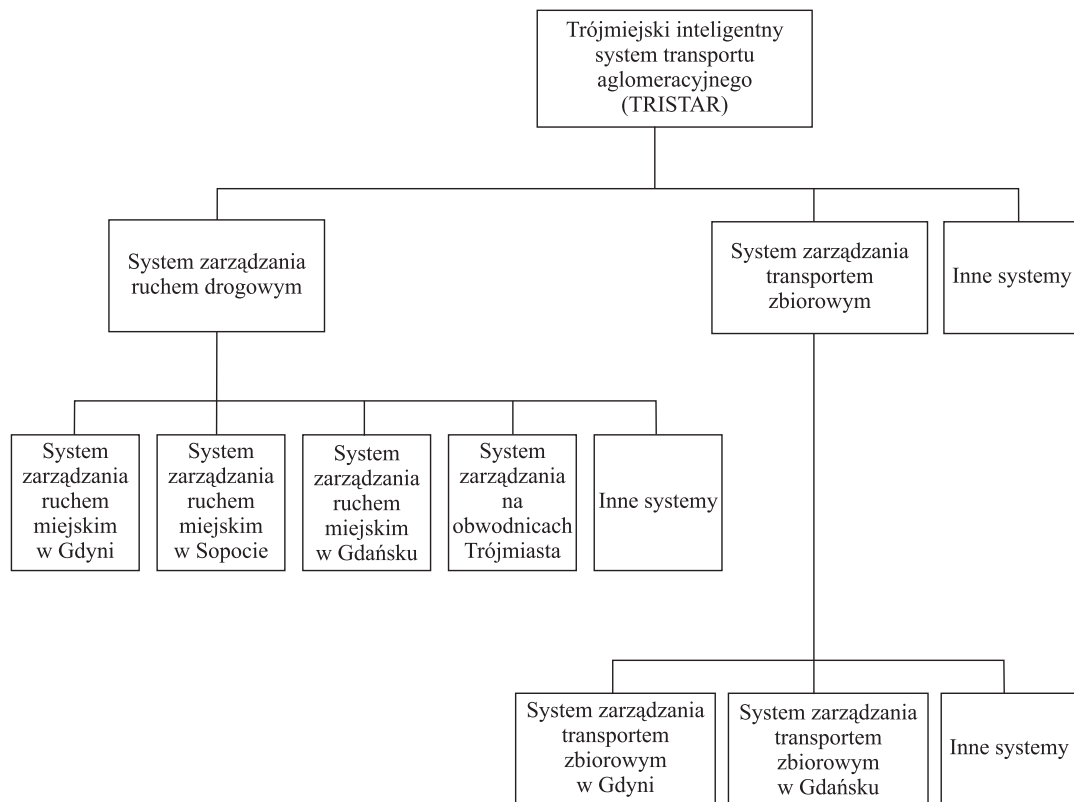 Trójmiejski inteligentny
system transportu
aglomeracyjnego
(TRISTAR)
System zarządzania
ruchem drogowym
System zarządzania
transportem
zbiorowym
Inne systemy
System
zarządzania
ruchem
miejskim
w Gdyni
System
zarządzania
ruchem
miejskim
w Sopocie
System
zarządzania
ruchem
miejskim
w Gdańsku
System
zarządzania
na
obwodnicach
Trójmiasta
Inne systemy
System zarządzania
transportem
zbiorowym
w Gdyni
System zarządzania
transportem
zbiorowym
w Gdańsku
Inne systemy